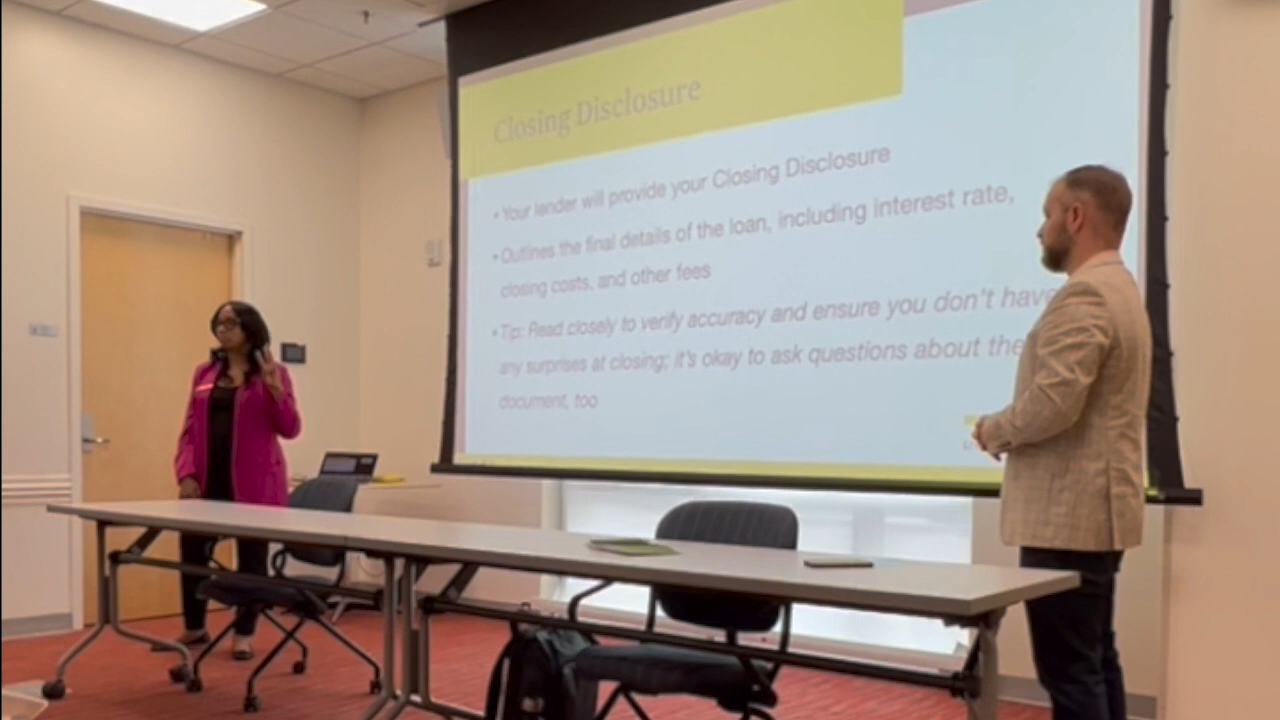 Closing Disclosure
• Your lender will provide your Closing Disclosure
• Outlines the final details of the loan, including interest rate,
closing costs, and other fees
• Tip: Read closely to verify accuracy and ensure you don't have
any surprises at closing; it's okay to ask questions about the
document, too